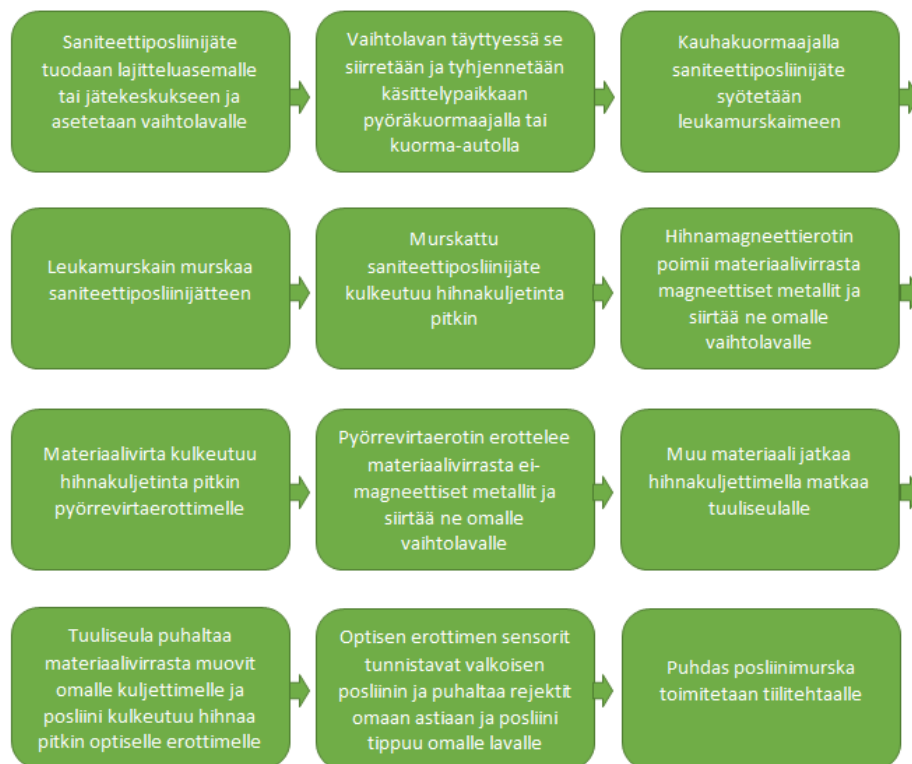 Saniteettiposliinijäte
tuodaan lajitteluasemalle
tai jätekeskukseen ja
asetetaan vaihtolavalle
Vaihtolavan täyttyessä se
siirretään ja tyhjennetään
käsittelypaikkaan
pyöräkuormaajalla tai
kuorma-autolla
Kauhakuormaajalla
saniteettiposliinijäte
syötetään
leukamurskaimeen
Leukamurskain murskaa
saniteettiposliinijätteen
Murskattu
saniteettiposliinijäte
kulkeutuu hihnakuljetinta
pitkin
Hihnamagneettierotin
poimii materiaalivirrasta
magneettiset metallit ja
siirtää ne omalle
vaihtolavalle
Materiaalivirta kulkeutuu
hihnakuljetinta pitkin
pyörrevirtaerottimelle
Pyörrevirtaerotin erottelee
materiaalivirrasta ei-
magneettiset metallit ja
siirtää ne omalle
vaihtolavalle
Muu materiaali jatkaa
hihnakuljettimella matkaa
tuuliseulalle
Tuuliseula puhaltaa
materiaalivirrasta muovit
omalle kuljettimelle ja
posliini kulkeutuu hihnaa
pitkin optiselle erottimelle
Optisen erottimen sensorit
tunnistavat valkoisen
posliinin ja puhaltaa rejektit
omaan astiaan ja posliini
tippuu omalle lavalle
Puhdas posliinimurska
toimitetaan tiilitehtaalle